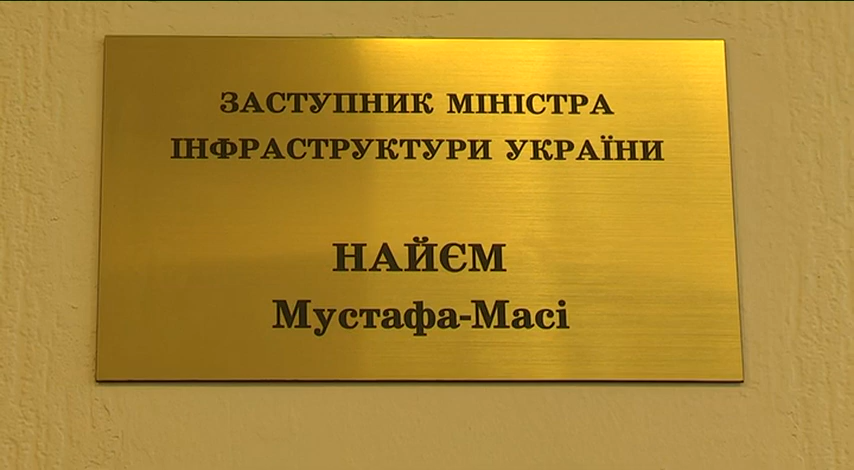 ЗАСТУПНИК МІНІСТРА
ІНФРАСТРУКТУРИ УКРАЇНИ
НАЙЄМ
Мустафа-Масі